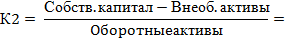 К2 = Собств.капитал − Внеоб.активы
Оборотныеактивы =